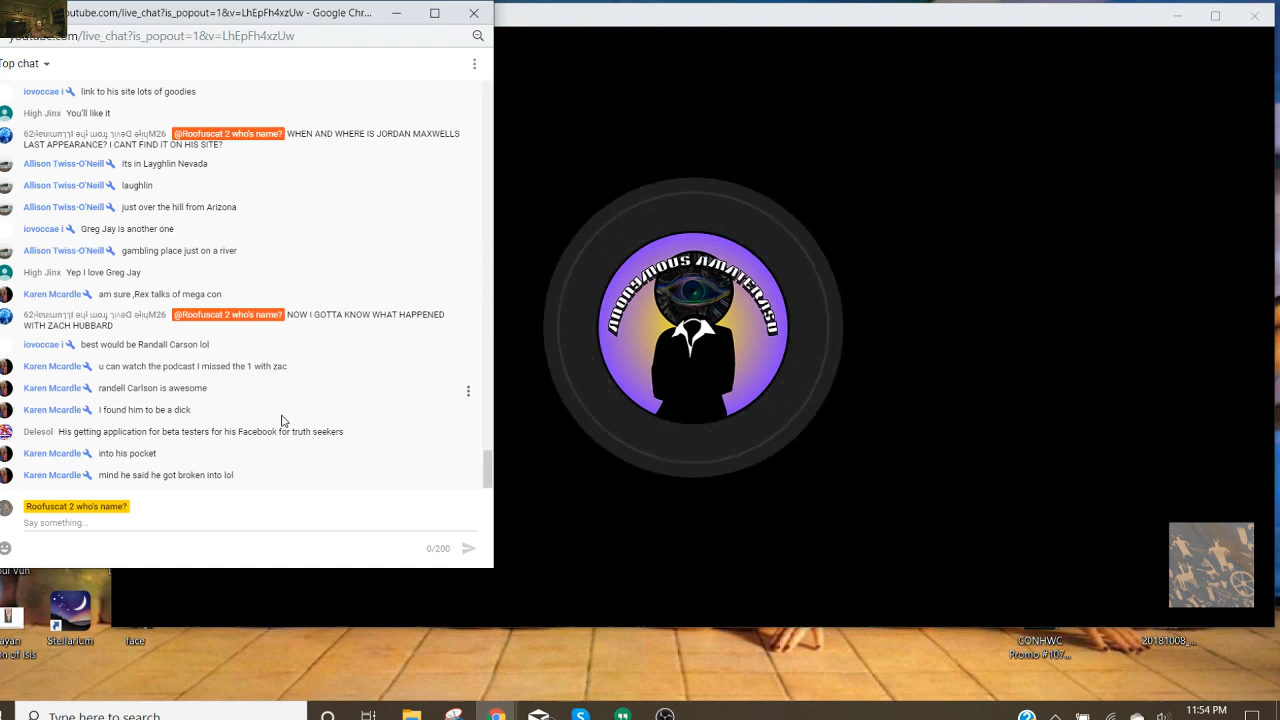 youtube.com/live_chat?is_popout=1&v=LhEpFh4xzUw - Google Chr...
youtube.com/live_chat?is_popout=1&v=LhEpFh4xzUw
Top chat
iovoccae i link to his site lots of goodies
High Jinx You'll like it
@Roofuscat 2 who's name? WHEN AND WHERE IS JORDAN MAXWELLS
LAST APPEARANCE? I CANT FIND IT ON HIS SITE?
Allison Twiss-O'Neill Its in Layghlin Nevada
Allison Twiss-O'Neill laughlin
Allison Twiss-O'Neill just over the hill from Arizona
iovoccae i Greg Jay is another one
Allison Twiss-O'Neill gambling place just on a river
High Jinx Yep I love Greg Jay
Karen Mcardle am sure ,Rex talks of mega con
@Roofuscat 2 who's name? NOW I GOTTA KNOW WHAT HAPPENED
WITH ZACH HUBBARD
iovoccae i best would be Randall Carson lol
Karen Mcardle u can watch the podcast I missed the 1 with zac
Karen Mcardle randell Carlson is awesome
Karen Mcardle I found him to be a dick
Delesol His getting application for beta testers for his Facebook for truth seekers
Karen Mcardle into his pocket
Karen Mcardle mind he said he got broken into lol
Roofuscat 2 who's name?
Say something...
0/200
ANONYMOUS AMATERASU
Stellarium
face
on of Isis
CONHWC
Promo #107...
20181008_...
Type here to search
11:54 PM